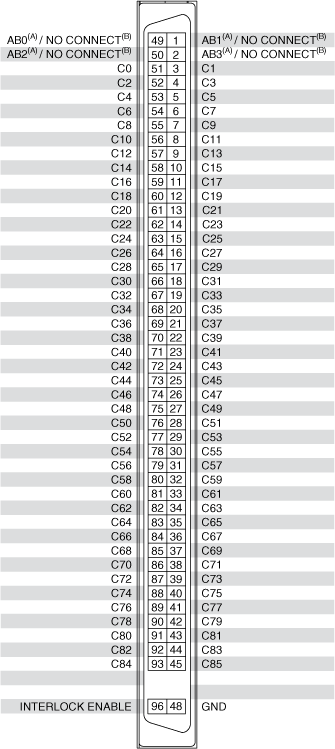 AB0(A) / NO CONNECT(B) 49 1 AB1(A) / NO CONNECT(B)
AB2(A) / NO CONNECT(B) 50 2 AB3(A) / NO CONNECT(B)
C0 51 3 C1
C2 52 4 C3
C4 53 5 C5
C6 54 6 C7
C8 55 7 C9
C10 56 8 C11
C12 57 9 C13
C14 58 10 C15
C16 59 11 C17
C18 60 12 C19
C20 61 13 C21
C22 62 14 C23
C24 63 15 C25
C26 64 16 C27
C28 65 17 C29
C30 66 18 C31
C32 67 19 C33
C34 68 20 C35
C36 69 21 C37
C38 70 22 C39
C40 71 23 C41
C42 72 24 C43
C44 73 25 C45
C46 74 26 C47
C48 75 27 C49
C50 76 28 C51
C52 77 29 C53
C54 78 30 C55
C56 79 31 C57
C58 80 32 C59
C60 81 33 C61
C62 82 34 C63
C64 83 35 C65
C66 84 36 C67
C68 85 37 C69
C70 86 38 C71
C72 87 39 C73
C74 88 40 C75
C76 89 41 C77
C78 90 42 C79
C80 91 43 C81
C82 92 44 C83
C84 93 45 C85
INTERLOCK ENABLE 96 48 GND